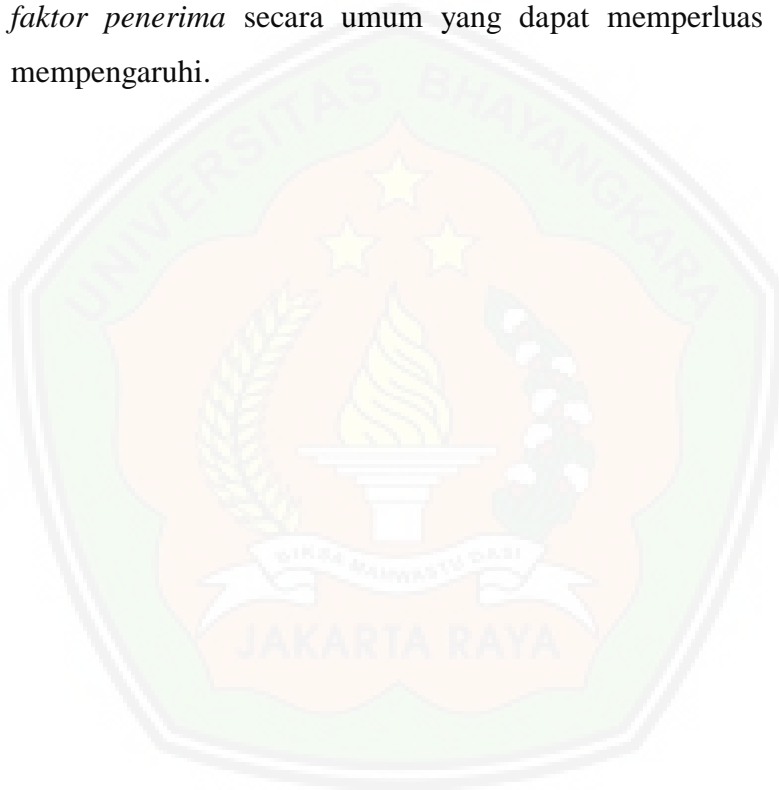 faktor penerima secara umum yang dapat memperluas
mempengaruhi.
UNIVERSITAS BHAYANGKARA
JAKARTA RAYA